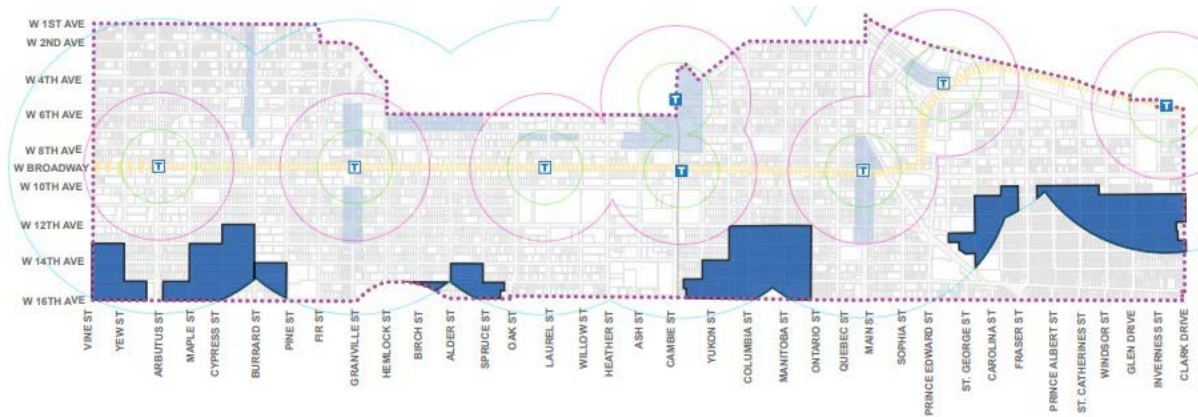 W 1ST AVE
W 2ND AVE
W 4TH AVE
W 6TH AVE
W 8TH AVE
W BROADWAY
W 10TH AVE
W 12TH AVE
W 14TH AVE
W 16TH AVE
T
T
T
T
T
T
T
T
VINE ST
YEW ST
ARBUTUS ST
MAPLE ST
CYPRESS ST
BURRARD ST
PINE ST
FIR ST
GRANVILLE ST
HEMLOCK ST
BIRCH ST
ALDER ST
SPRUCE ST
OAK ST
LAUREL ST
WILLOW ST
HEATHER ST
ASH ST
CAMBIE ST
YUKON ST
COLUMBIA ST
MANITOBA ST
ONTARIO ST
QUEBEC ST
MAIN ST
SOPHIA ST
PRINCE EDWARD ST
ST. GEORGE ST
CAROLINA ST
FRASER ST
PRINCE ALBERT ST
ST. CATHERINES ST
WINDSOR ST
GLEN DRIVE
INVERNESS ST
CLARK DRIVE